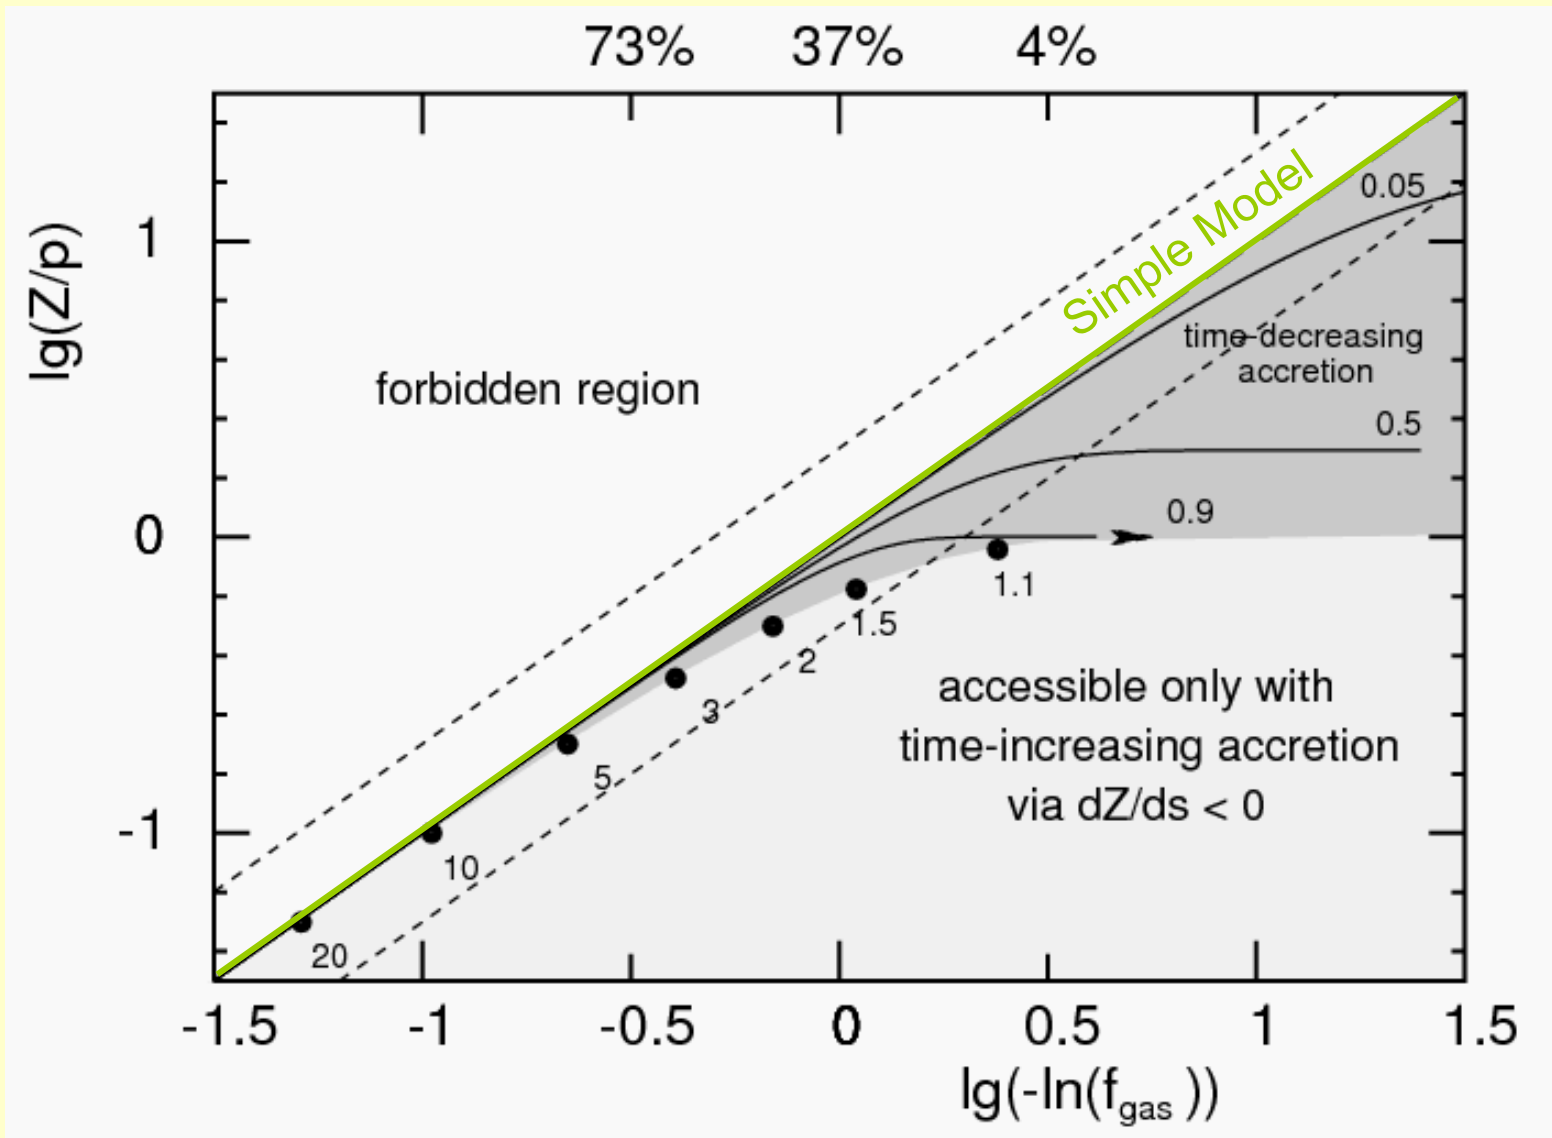 73% 37% 4%
lg(Z/p)
1
0
-1
forbidden region
Simple Model
0.05
time-decreasing
accretion
0.5
0.9
1.1
1.5
2
3
5
10
20
accessible only with
time-increasing accretion
via dZ/ds < 0
-1.5 -1 -0.5 0 0.5 1 1.5
lg(-ln(fgas ))